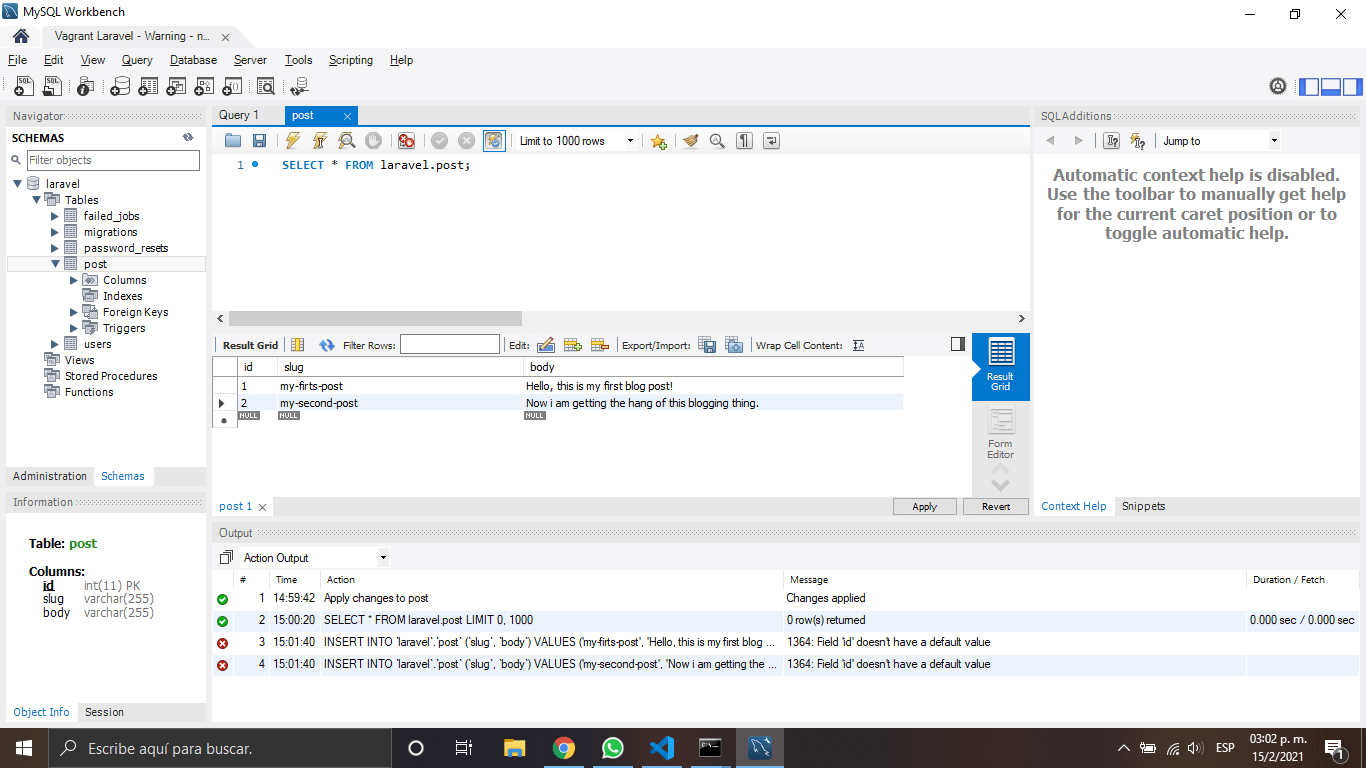 MySQL Workbench
Vagrant Laravel - Warning - n...
File Edit View Query Database Server Tools Scripting Help
Navigator
SCHEMAS
Filter objects
laravel
Tables
failed_jobs
migrations
password_resets
post
Columns
Indexes
Foreign Keys
Triggers
users
Views
Stored Procedures
Functions
Administration Schemas
Information
Table: post
Columns:
id int(11) PK
slug varchar(255)
body varchar(255)
Object Info Session
Query 1 post
Limit to 1000 rows
1 SELECT * FROM laravel.post;
Result Grid Filter Rows: Edit: Export/Import: Wrap Cell Content:
id slug body
1 my-firts-post Hello, this is my first blog post!
2 my-second-post Now i am getting the hang of this blogging thing.
NULL NULL NULL
Result Grid
Form Editor
post 1 Apply Revert
SQLAdditions
Jump to
Automatic context help is disabled.
Use the toolbar to manually get help
for the current caret position or to
toggle automatic help.
Context Help Snippets
Output
Action Output
# Time Action Message Duration / Fetch
1 14:59:42 Apply changes to post Changes applied
2 15:00:20 SELECT * FROM laravel.post LIMIT 0, 1000 0 row(s) returned 0.000 sec / 0.000 sec
3 15:01:40 INSERT INTO `laravel`.`post` (`slug`, `body`) VALUES ('my-firts-post', 'Hello, this is my first blog ... 1364: Field 'id' doesn't have a default value
4 15:01:40 INSERT INTO `laravel`.`post` (`slug`, `body`) VALUES ('my-second-post', 'Now i am getting the ... 1364: Field 'id' doesn't have a default value
Escribe aquí para buscar.
ESP
03:02 p. m.
15/2/2021
1